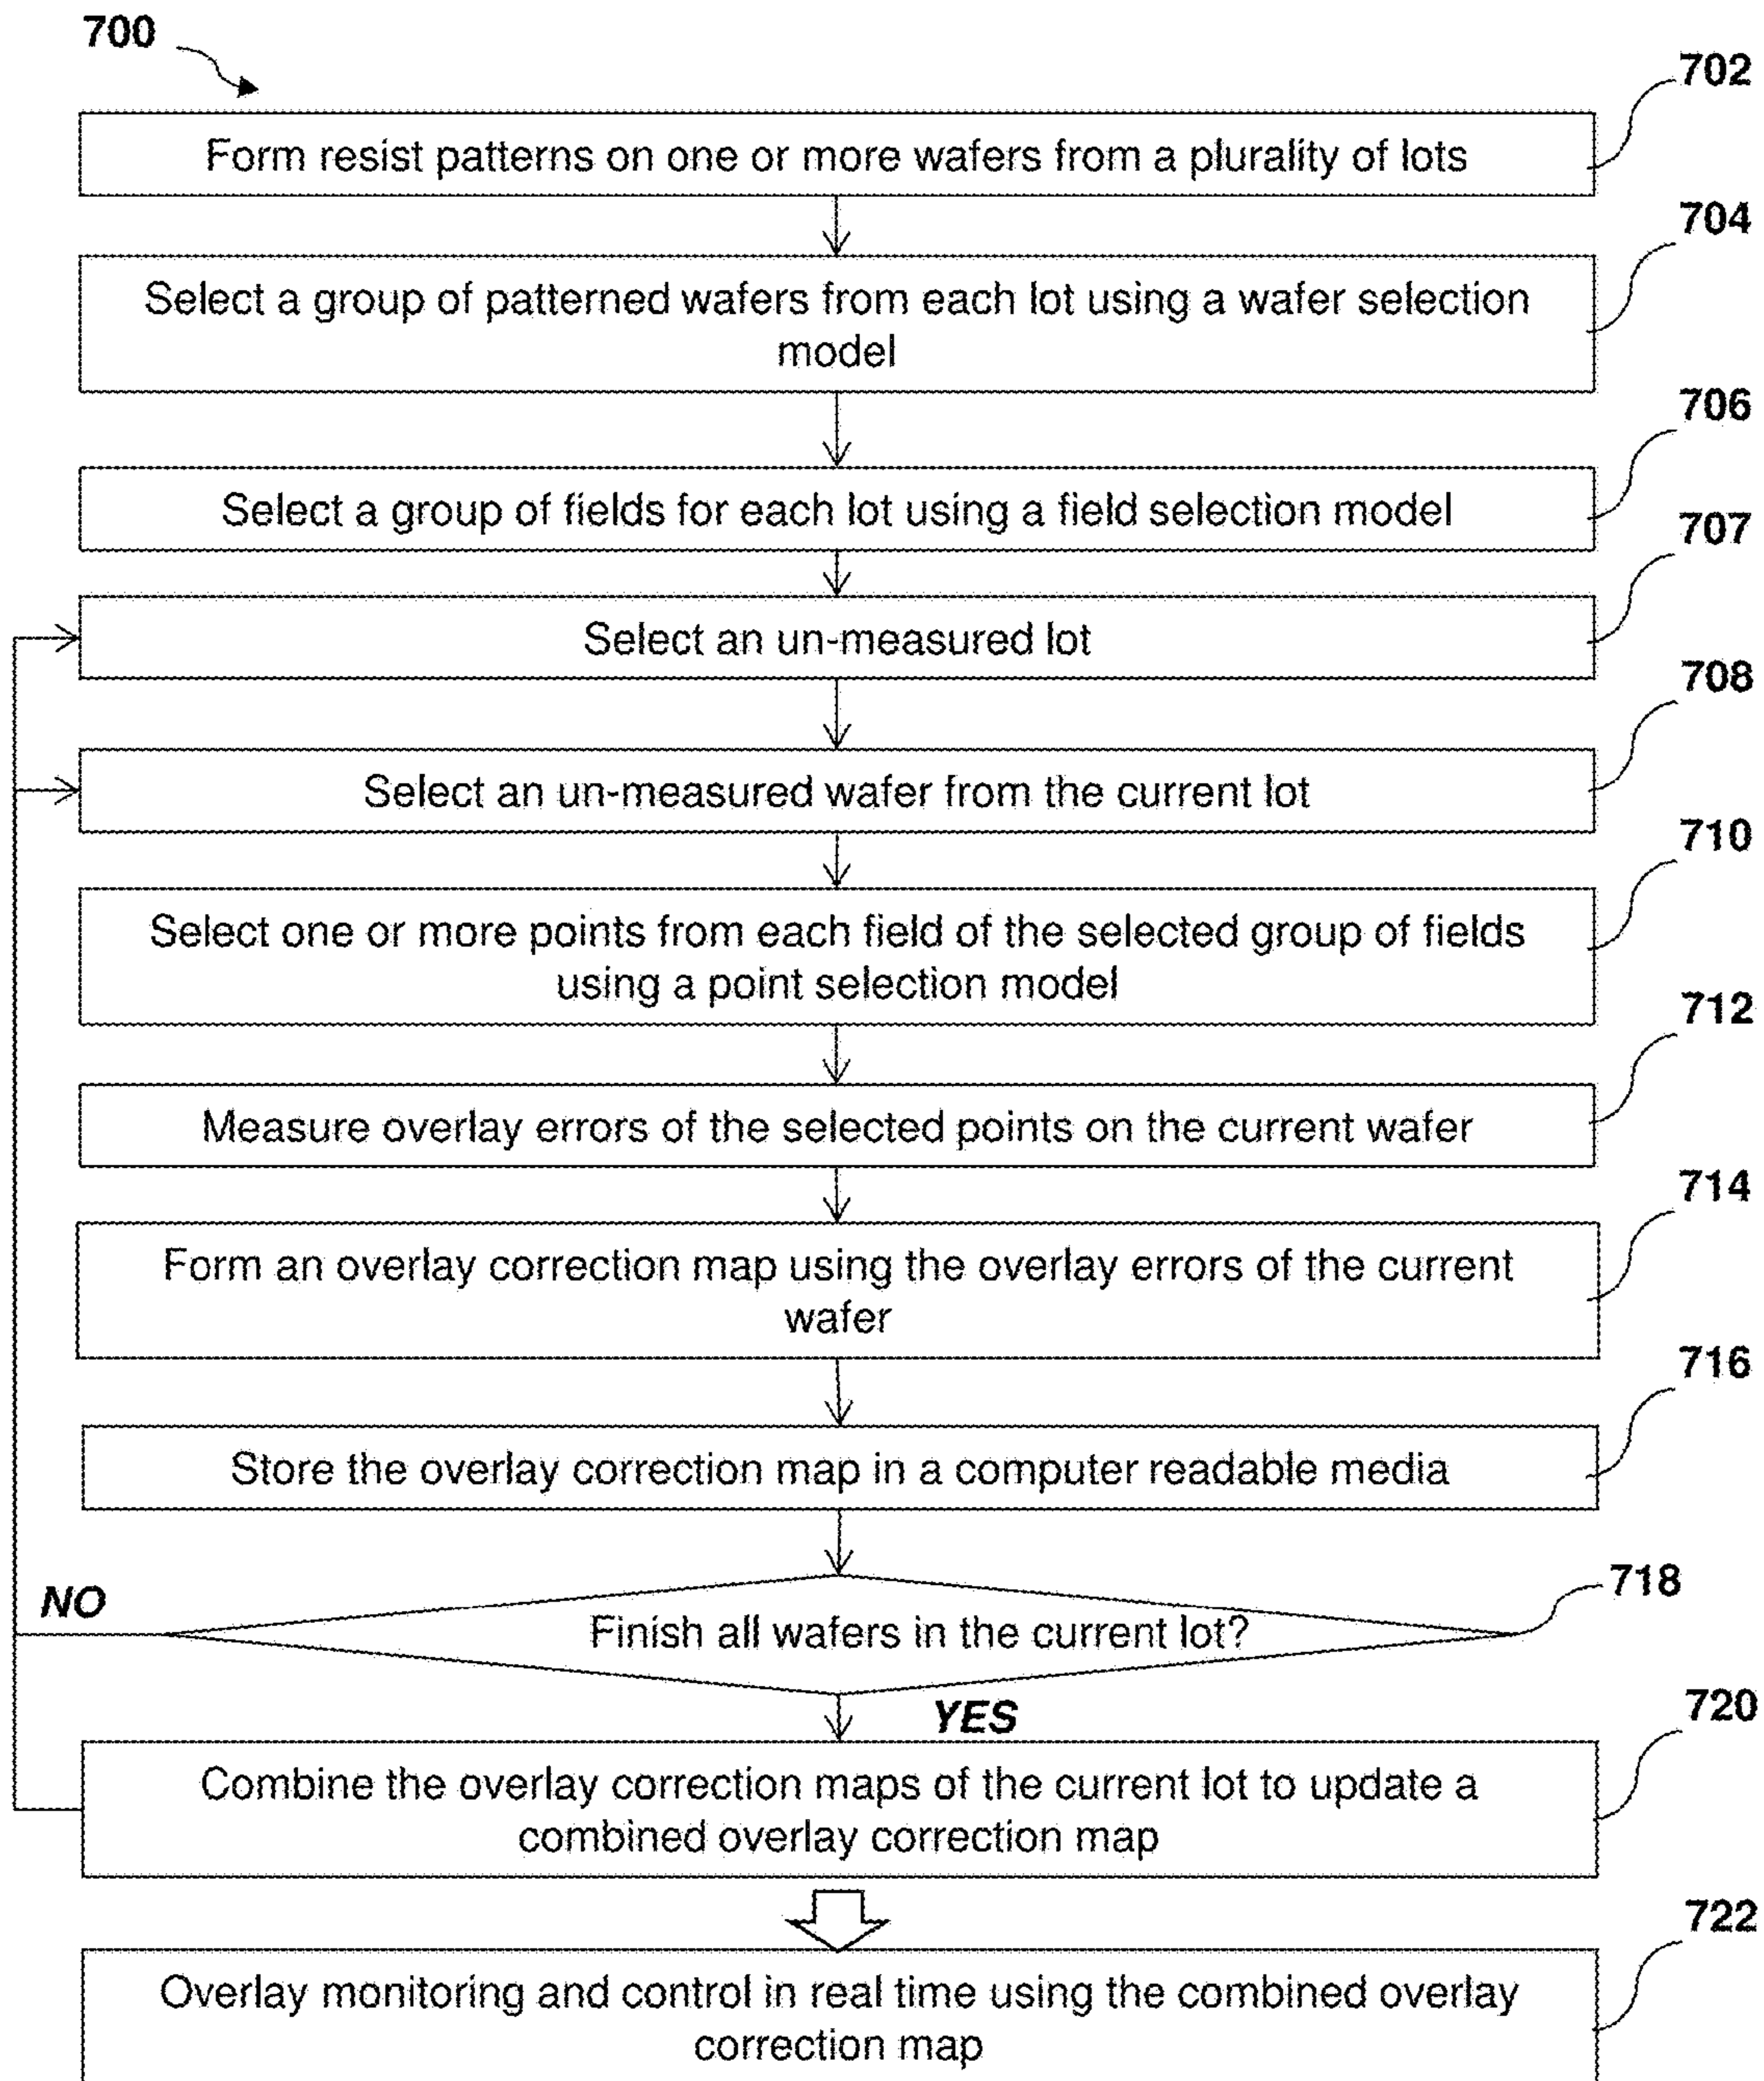 700
702
Form resist patterns on one or more wafers from a plurality of lots
704
Select a group of patterned wafers from each lot using a wafer selection
model
706
Select a group of fields for each lot using a field selection model
707
Select an un-measured lot
708
Select an un-measured wafer from the current lot
710
Select one or more points from each field of the selected group of fields
using a point selection model
712
Measure overlay errors of the selected points on the current wafer
714
Form an overlay correction map using the overlay errors of the current
wafer
716
Store the overlay correction map in a computer readable media
718
NO
Finish all wafers in the current lot?
YES
720
Combine the overlay correction maps of the current lot to update a
combined overlay correction map
722
Overlay monitoring and control in real time using the combined overlay
correction map